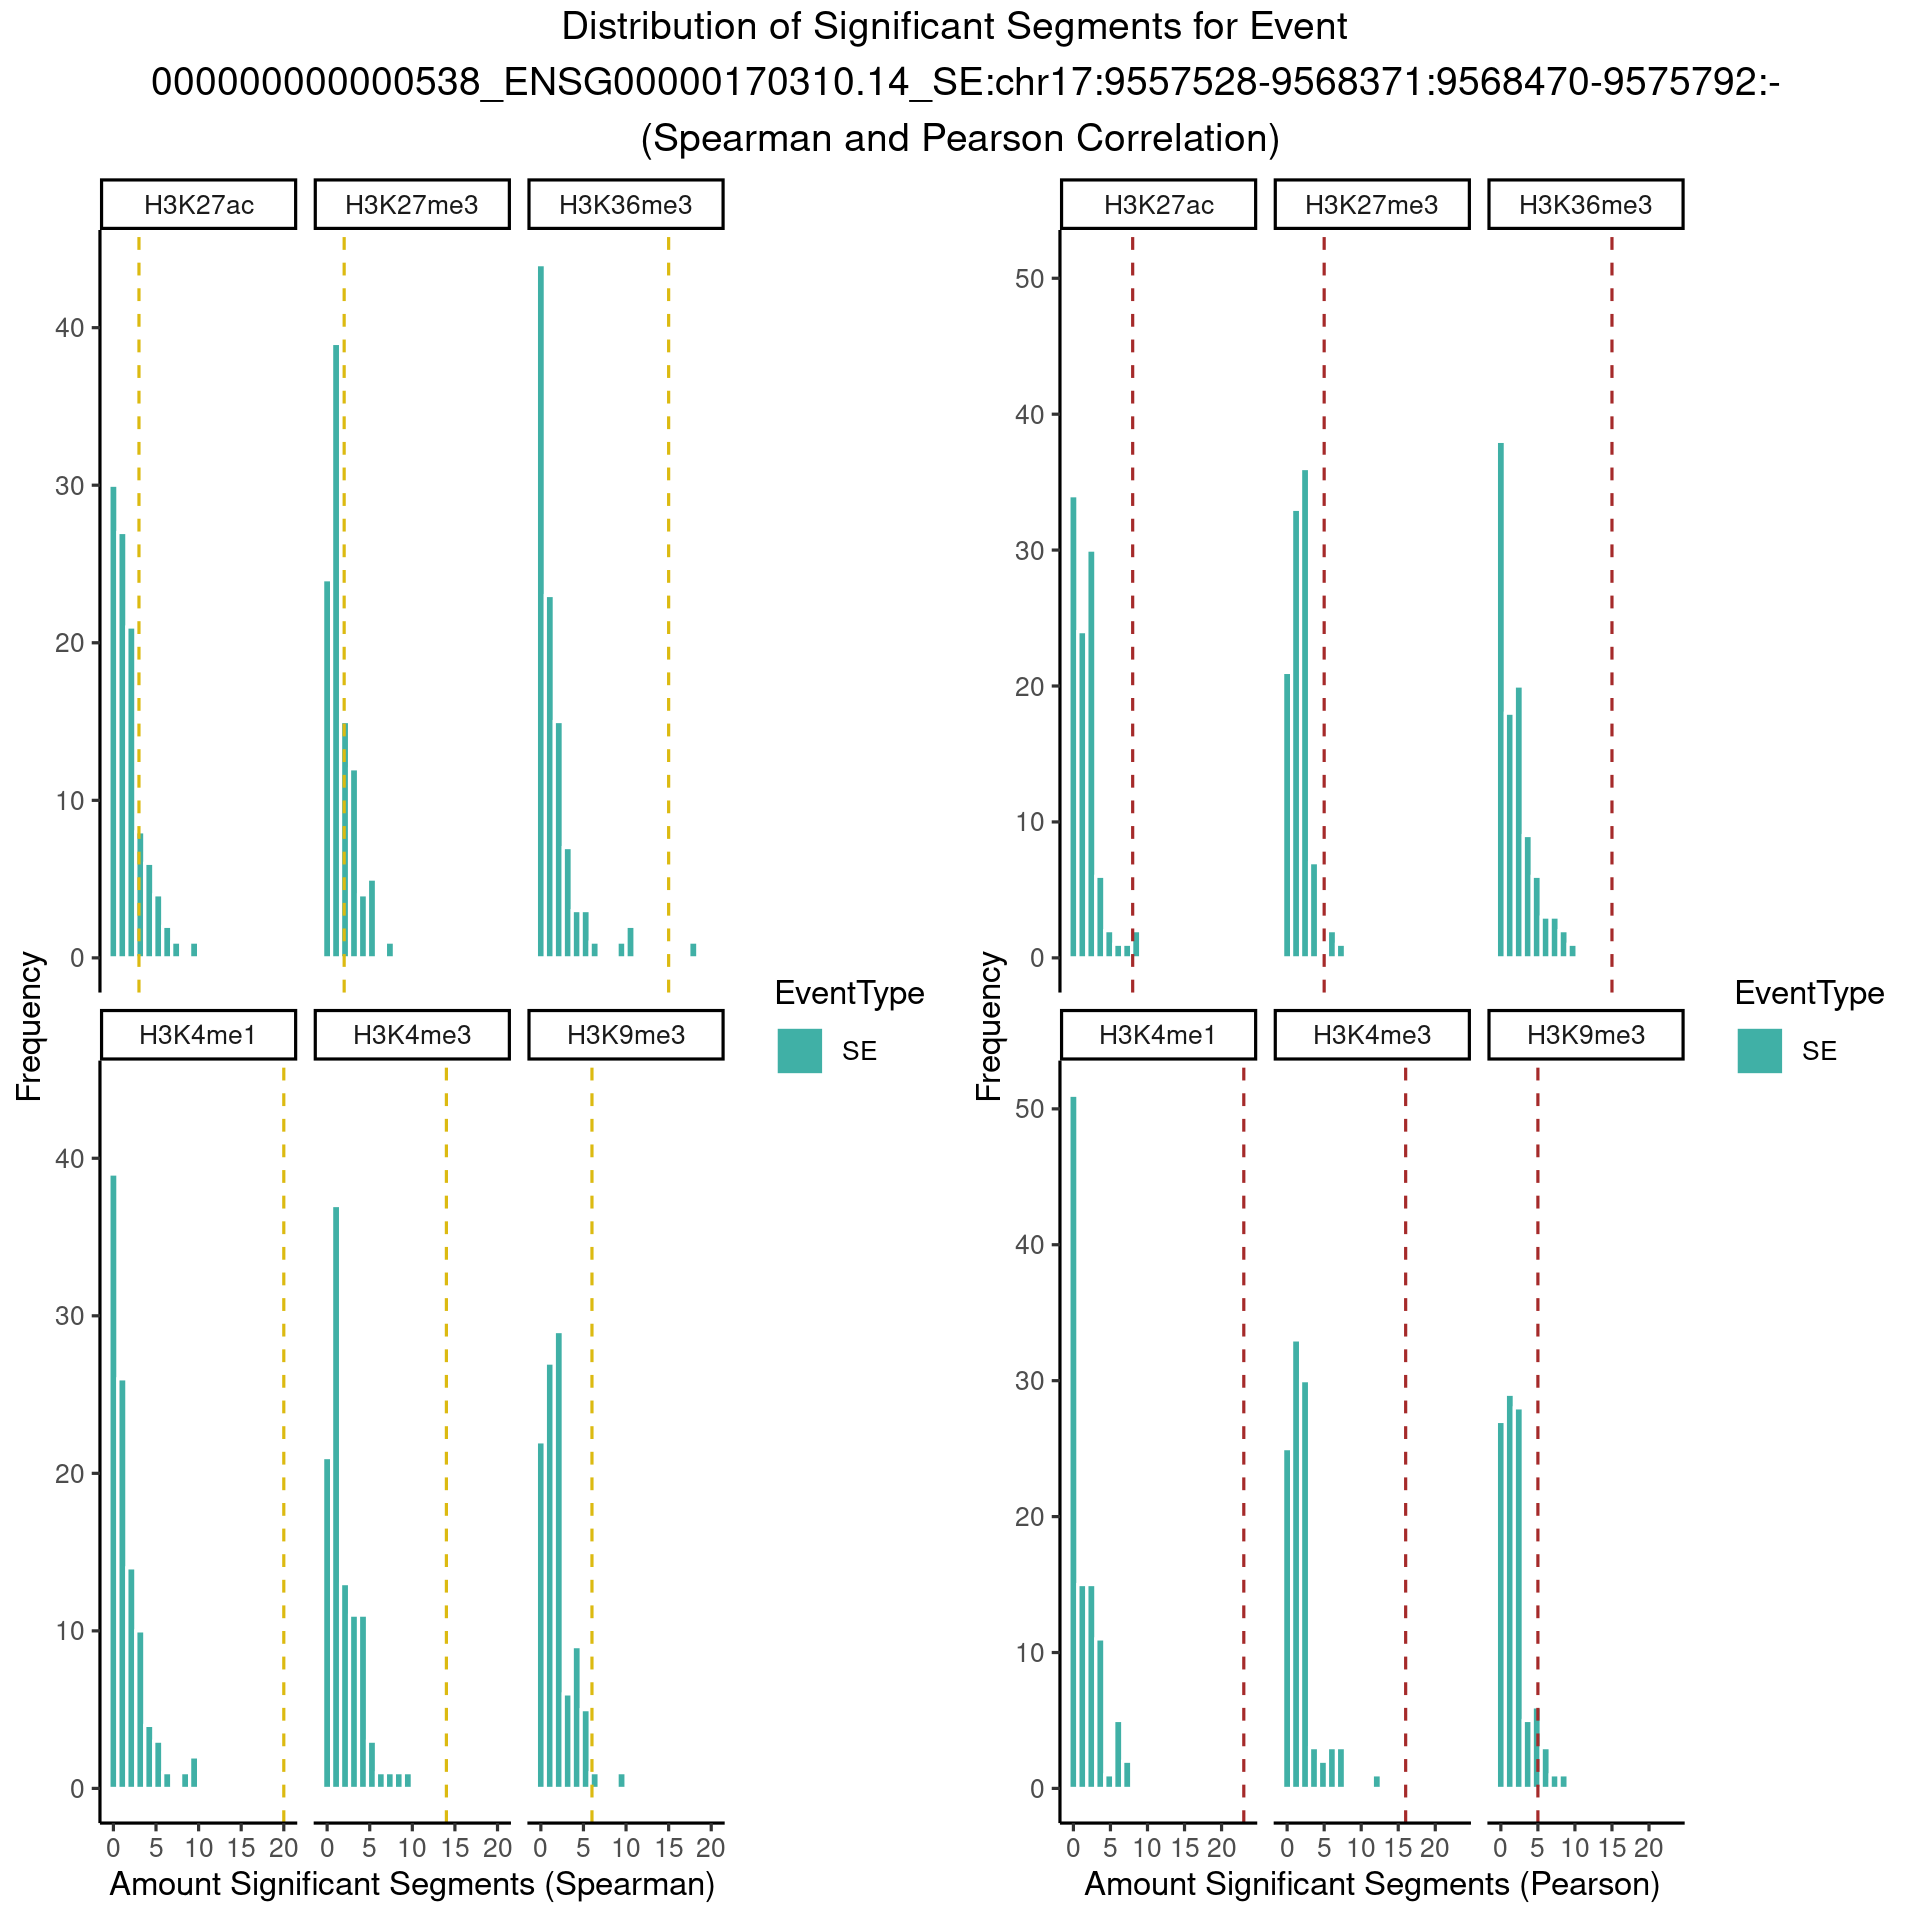 Distribution of Significant Segments for Event
000000000000538_ENSG00000170310.14_SE:chr17:9557528-9568371:9568470-9575792:-
(Spearman and Pearson Correlation)
H3K27ac H3K27me3 H3K36me3
40
30
20
10
0
H3K4me1 H3K4me3 H3K9me3
40
30
20
10
0
0 5 10 15 20 0 5 10 15 20 0 5 10 15 20
Frequency
Amount Significant Segments (Spearman)
EventType
SE
H3K27ac H3K27me3 H3K36me3
50
40
30
20
10
0
H3K4me1 H3K4me3 H3K9me3
50
40
30
20
10
0
0 5 10 15 20 0 5 10 15 20 0 5 10 15 20
Frequency
Amount Significant Segments (Pearson)
EventType
SE